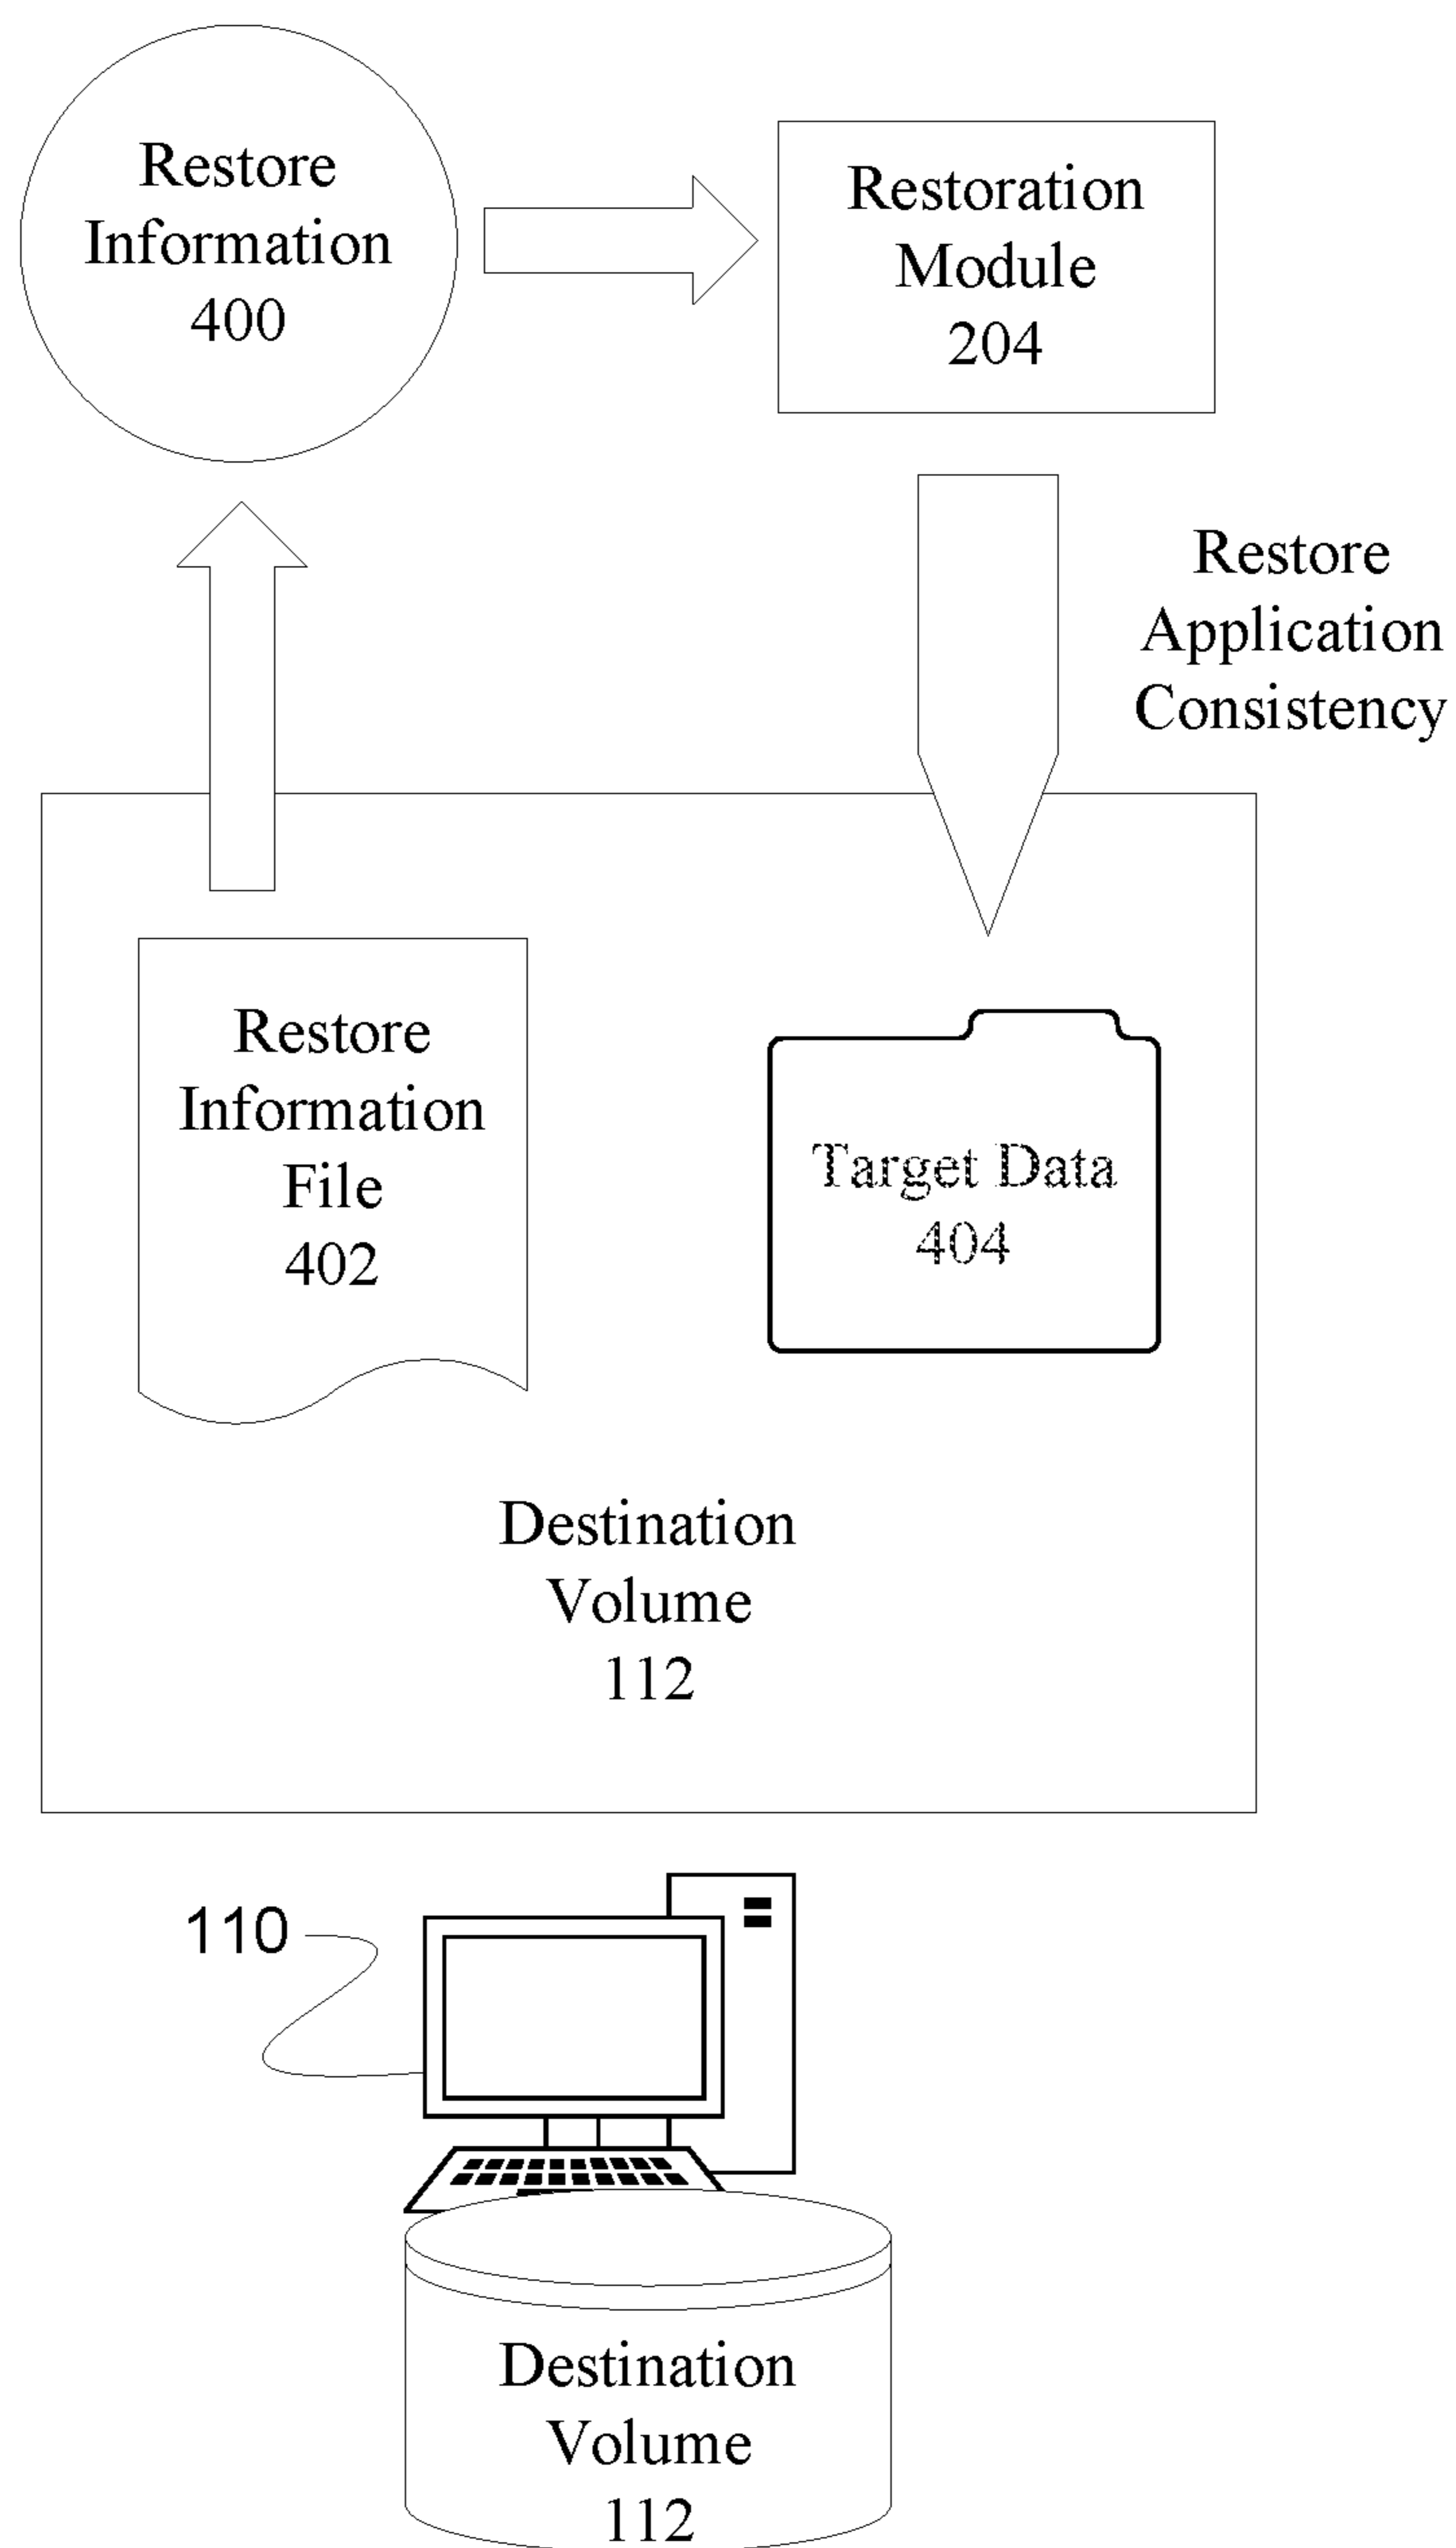 Restore
Information
400
Restoration
Module
204
Restore
Application
Consistency
Restore
Information
File
402
Target Data
404
Destination
Volume
112
110
Destination
Volume
112